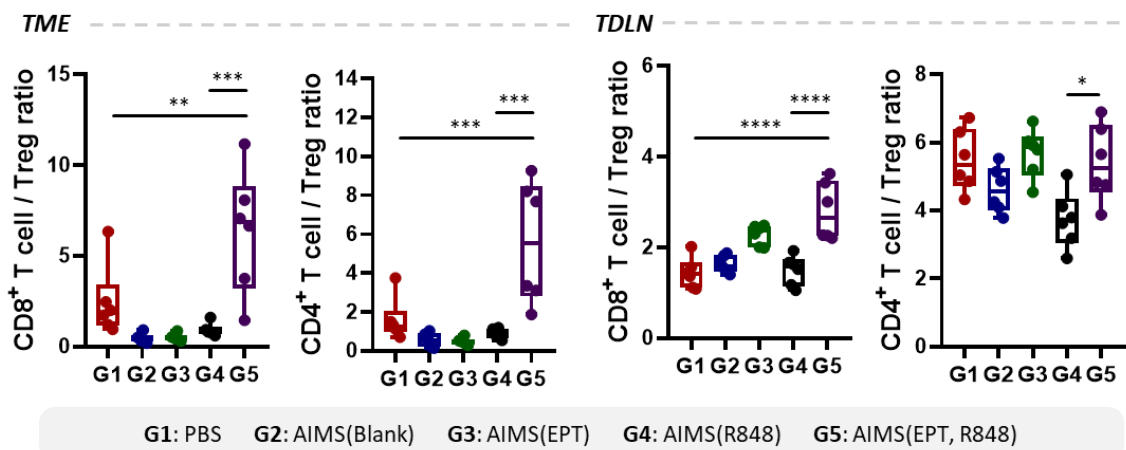 TME
TDLN
CD8+ T cell / Treg ratio
15
10
5
0
**
***
G1 G2 G3 G4 G5
CD4+ T cell / Treg ratio
14
12
10
8
6
4
2
0
***
***
G1 G2 G3 G4 G5
CD8+ T cell / Treg ratio
6
4
2
0
****
****
G1 G2 G3 G4 G5
CD4+ T cell / Treg ratio
8
6
4
2
0
*
G1 G2 G3 G4 G5
G1: PBS G2: AIMS(Blank) G3: AIMS(EPT) G4: AIMS(R848) G5: AIMS(EPT, R848)